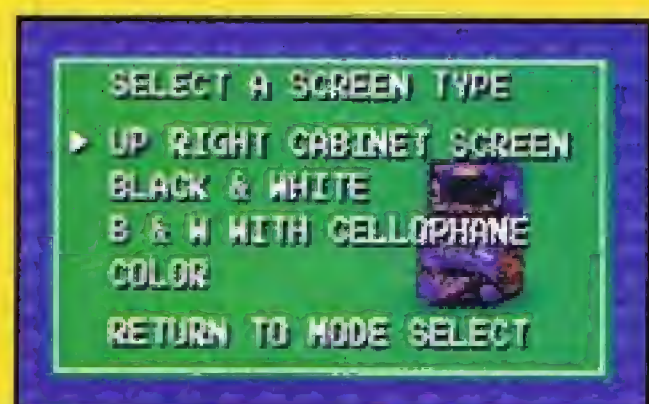 SELECT A SCREEN TYPE
UP RIGHT CABINET SCREEN
BLACK & WHITE
B & W WITH CELLOPHANE
COLOR
RETURN TO MODE SELECT